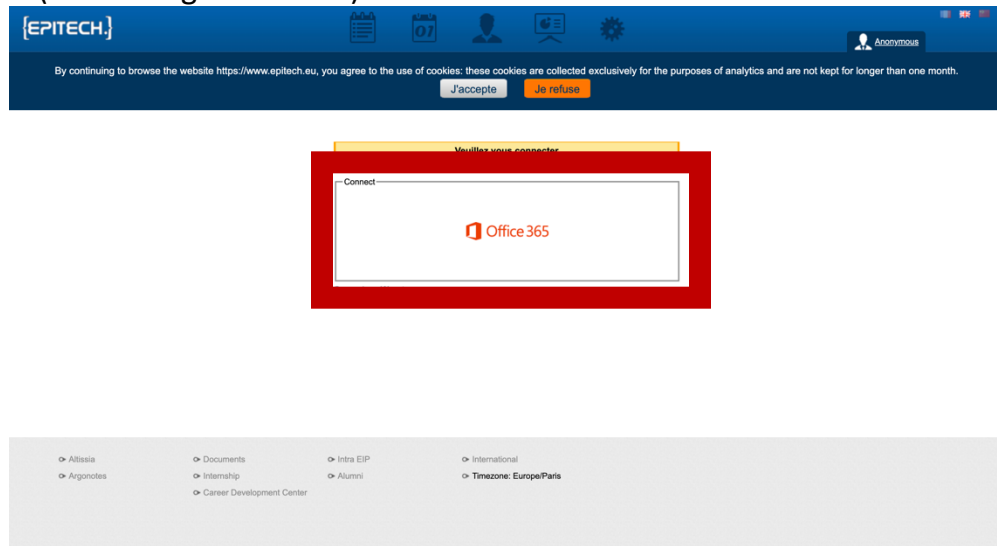 {EPITECH.}
01
Anonymous
By continuing to browse the website https://www.epitech.eu, you agree to the use of cookies: these cookies are collected exclusively for the purposes of analytics and are not kept for longer than one month.
J'accepte Je refuse
Veuillez vous connecter
Connect
Office 365
Altissia Documents Intra EIP International
Argonotes Internship Alumni Timezone: Europe/Paris
Career Development Center